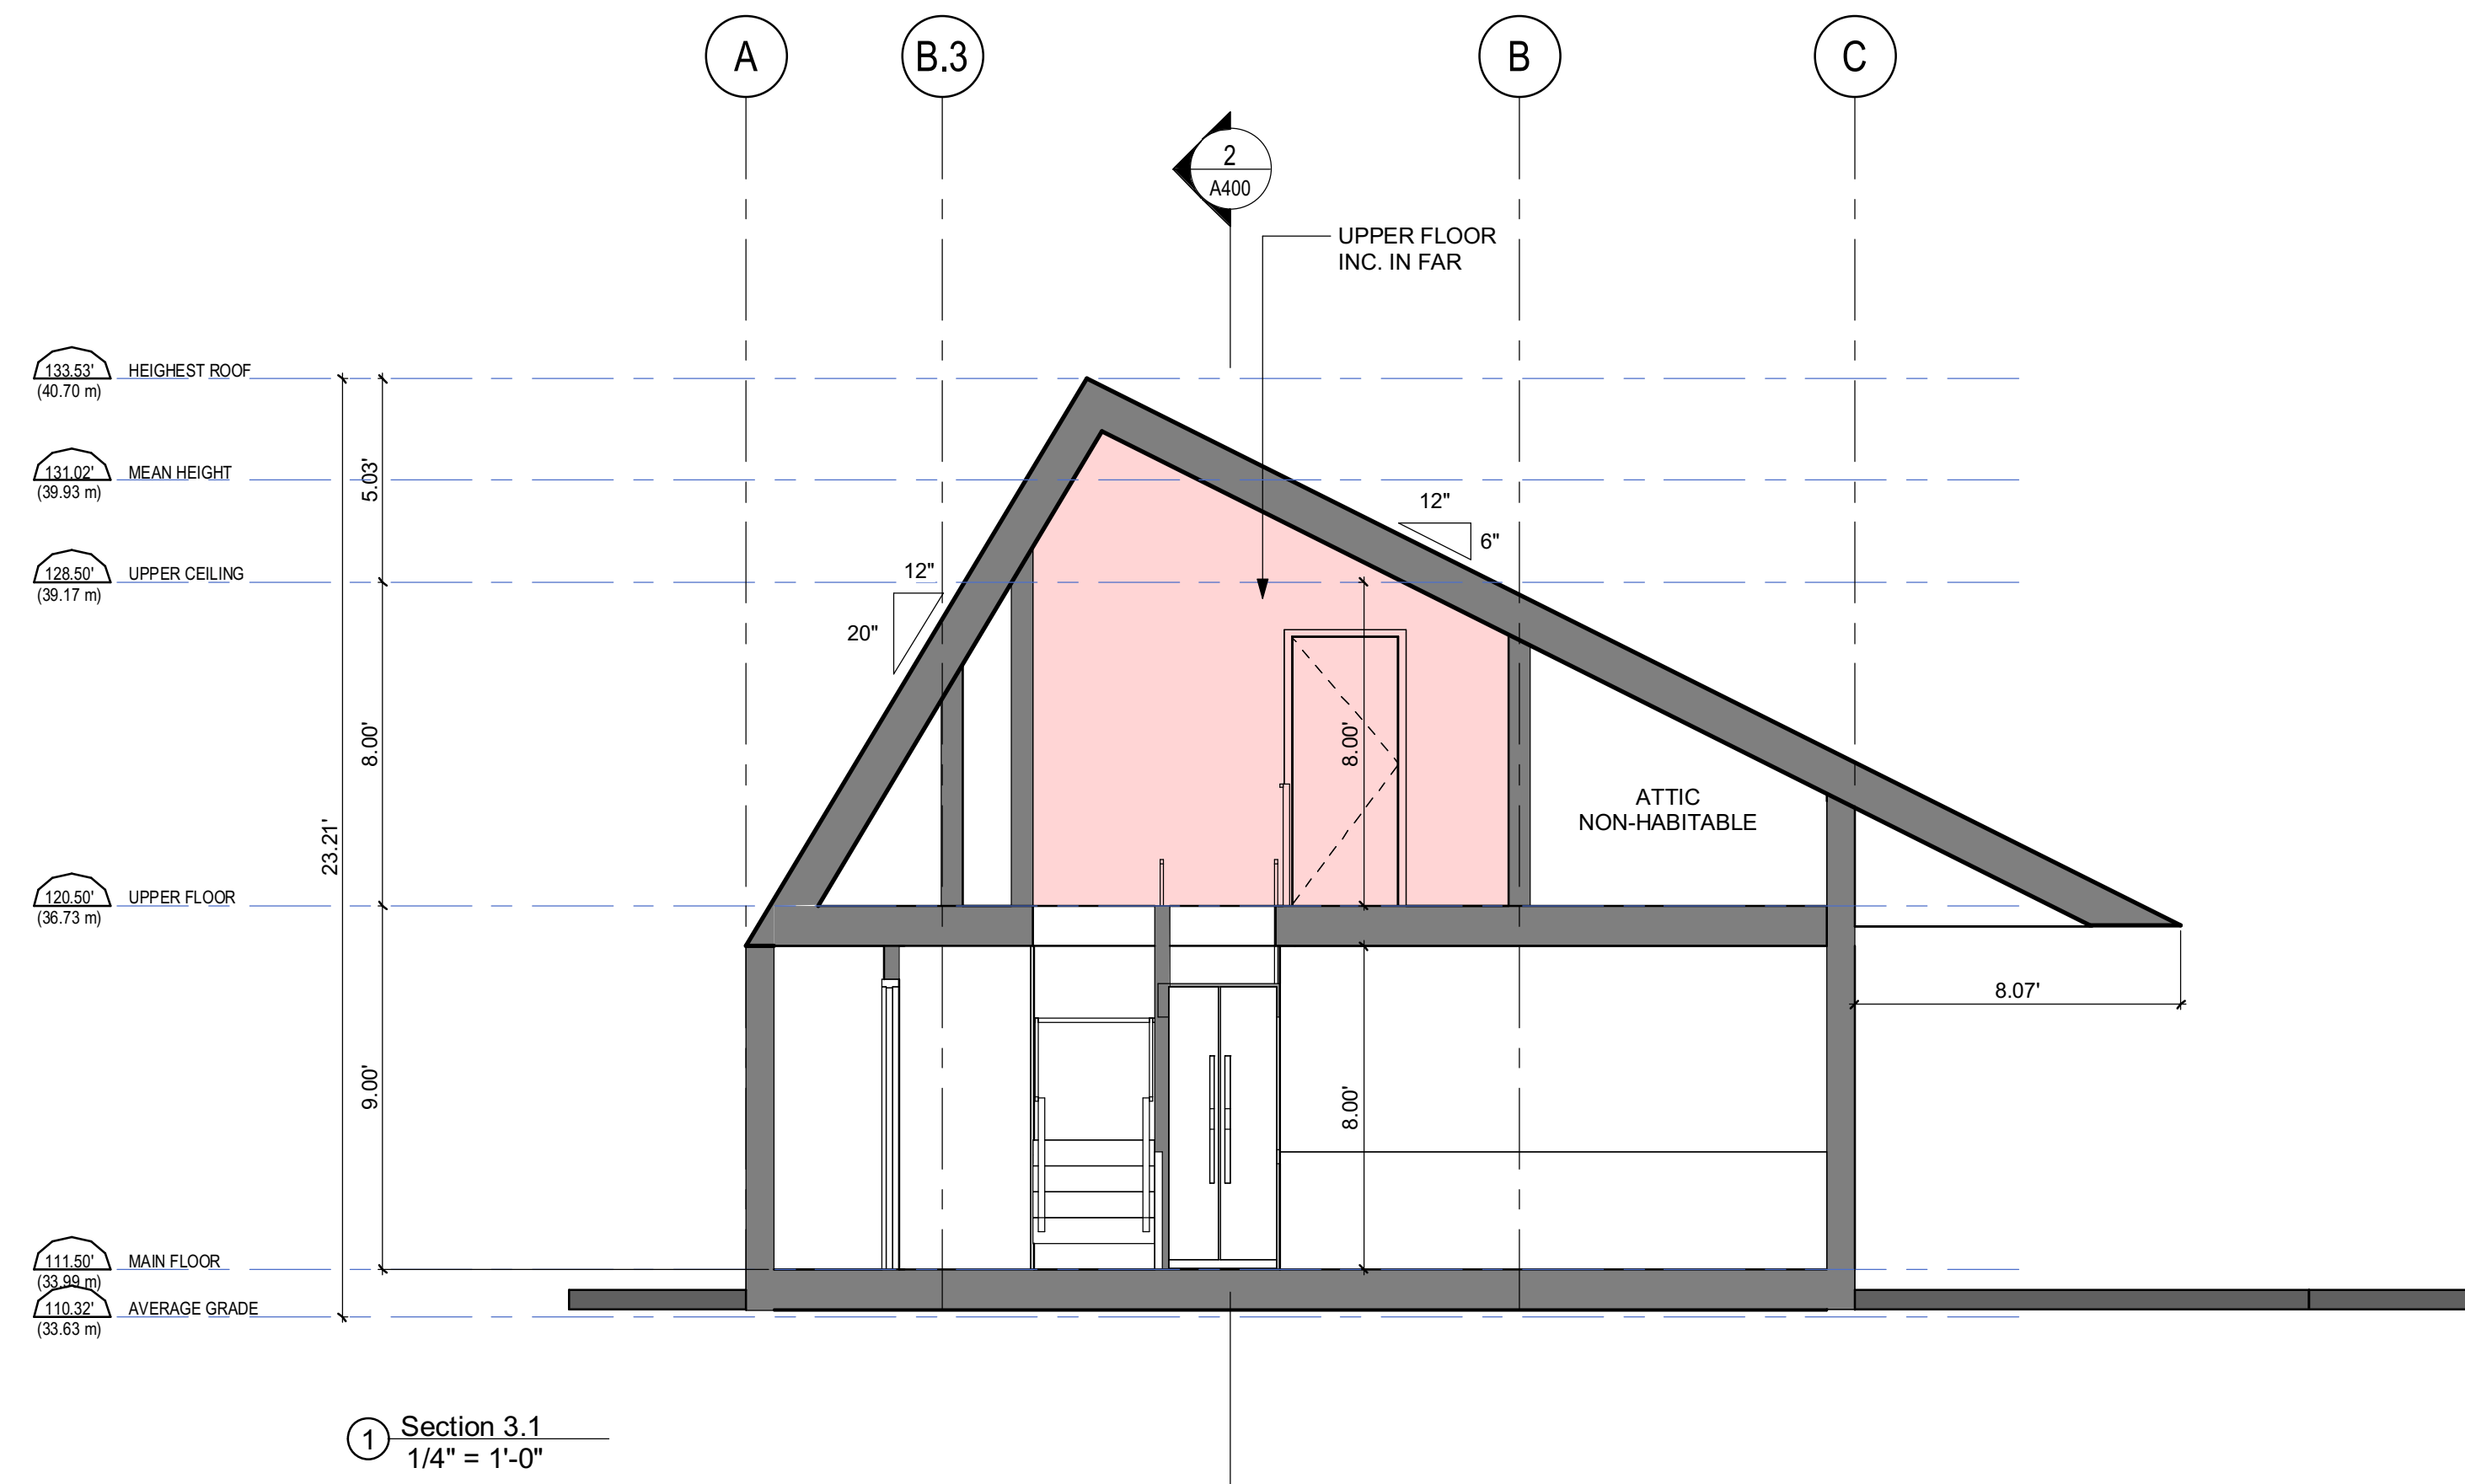 A
B.3
B
C
2
A400
UPPER FLOOR
INC. IN FAR
133.53'
HEIGHEST ROOF
(40.70 m)
131.02'
MEAN HEIGHT
(39.93 m)
5.03'
12"
6"
128.50'
UPPER CEILING
(39.17 m)
12"
20"
8.00'
8.00'
ATTIC
NON-HABITABLE
23.21'
120.50'
UPPER FLOOR
(36.73 m)
8.07'
9.00'
8.00'
111.50'
MAIN FLOOR
(33.99 m)
110.32'
AVERAGE GRADE
(33.63 m)
1
Section 3.1
1/4" = 1'-0"